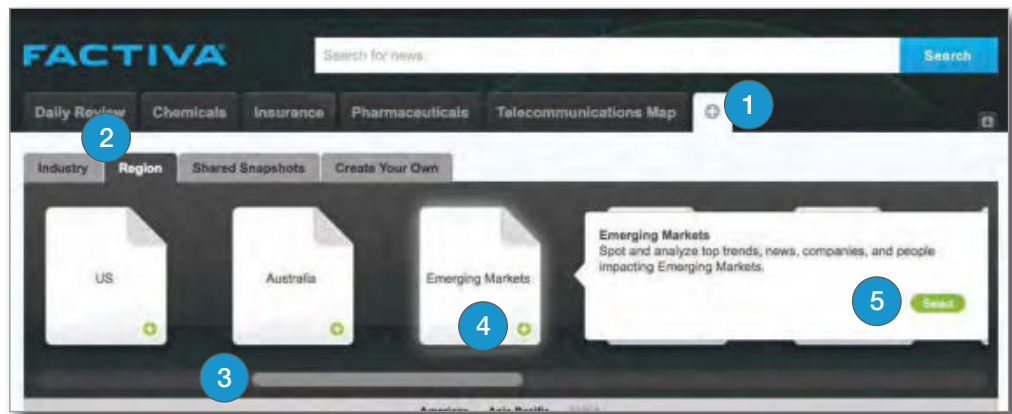 FACTIVA
Search for news.
Search
Daily Review Chemicals Insurance Pharmaceuticals Telecommunications Map 1
2
Industry Region Shared Snapshots Create Your Own
Emerging Markets
Spot and analyze top trends, news, companies, and people
impacting Emerging Markets.
US Australia Emerging Markets
4
5 Select
3
Americas Asia Pacific